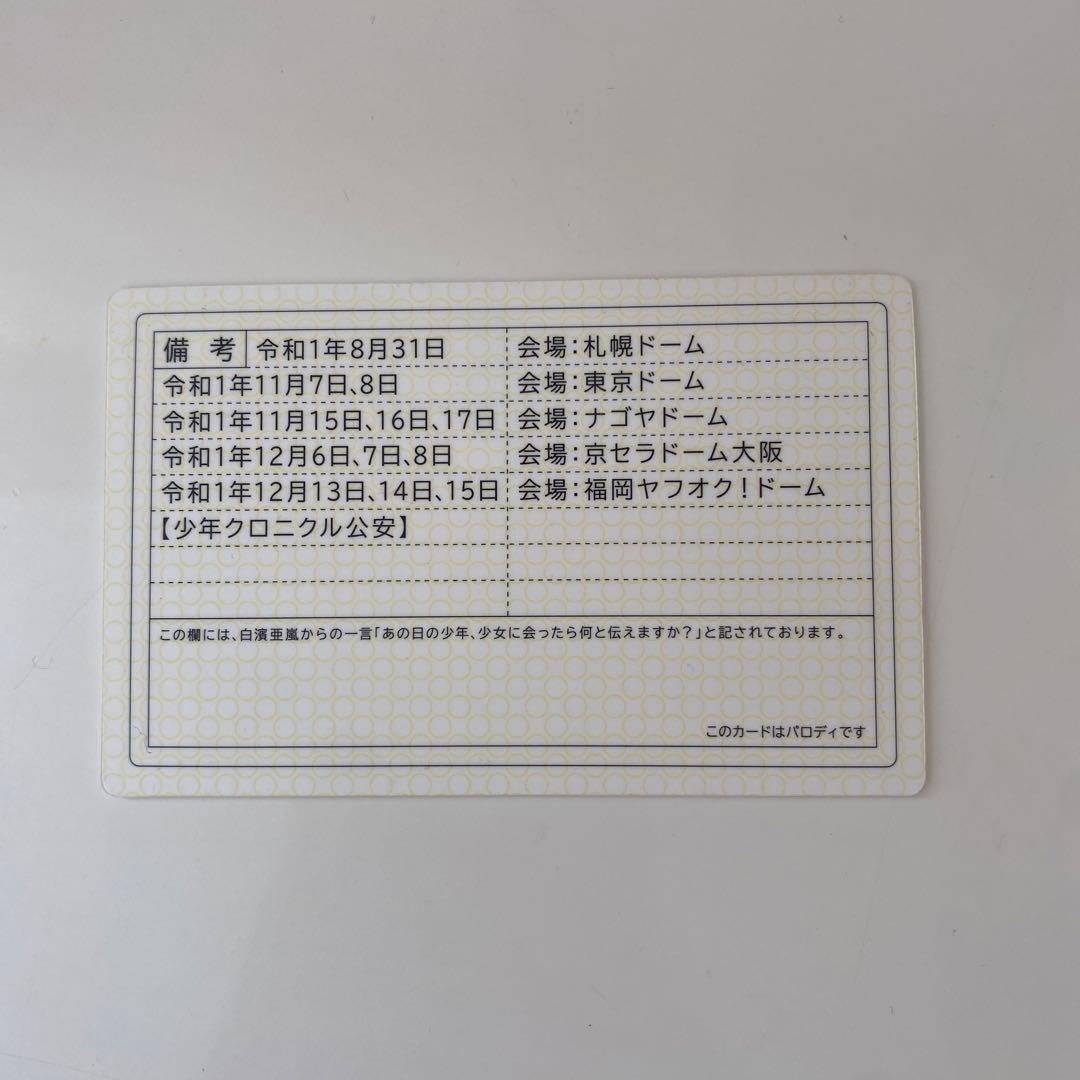 備 考 令和1年8月31日 会場：札幌ドーム
令和1年11月7日、8日 会場：東京ドーム
令和1年11月15日、16日、17日 会場：ナゴヤドーム
令和1年12月6日、7日、8日 会場：京セラドーム大阪
令和1年12月13日、14日、15日 会場：福岡ヤフオク！ドーム
【少年クロニクル公安】
この欄には、白濱亜嵐からの一言「あの日の少年、少女に会ったら何と伝えますか？」と記されております。
このカードはパロディです